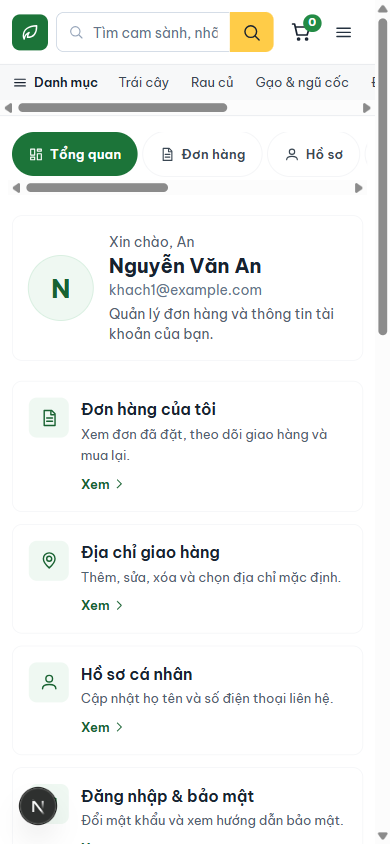 Tìm cam sành, nhã
0
Danh mục Trái cây Rau củ Gạo & ngũ cốc
Tổng quan Đơn hàng Hồ sơ
N
Xin chào, An
Nguyễn Văn An
khach1@example.com
Quản lý đơn hàng và thông tin tài
khoản của bạn.
Đơn hàng của tôi
Xem đơn đã đặt, theo dõi giao hàng và
mua lại.
Xem
Địa chỉ giao hàng
Thêm, sửa, xóa và chọn địa chỉ mặc định.
Xem
Hồ sơ cá nhân
Cập nhật họ tên và số điện thoại liên hệ.
Xem
N
Đăng nhập & bảo mật
Đổi mật khẩu và xem hướng dẫn bảo mật.